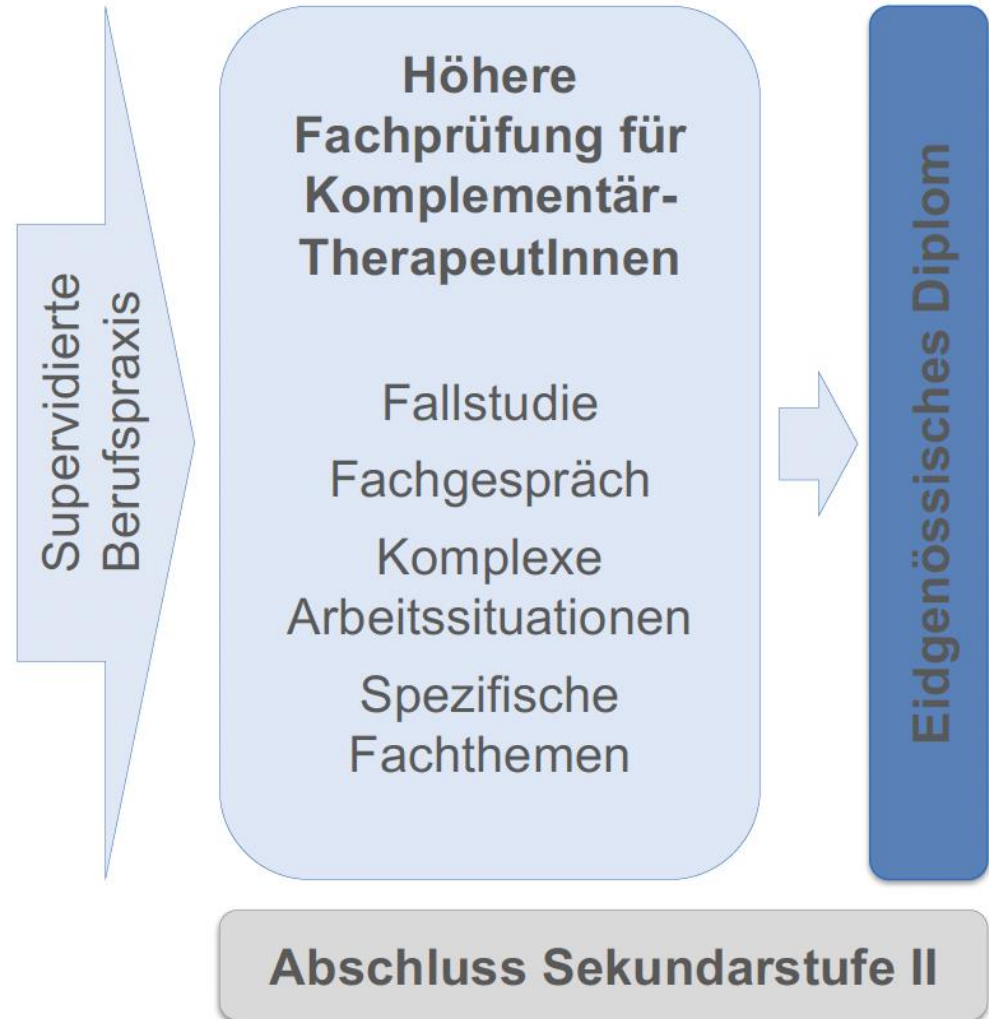 Supervidierte
Berufspraxis
Höhere
Fachprüfung für
Komplementär-
TherapeutInnen
Fallstudie
Fachgespräch
Komplexe
Arbeitssituationen
Spezifische
Fachthemen
Eidgenössisches Diplom
Abschluss Sekundarstufe II